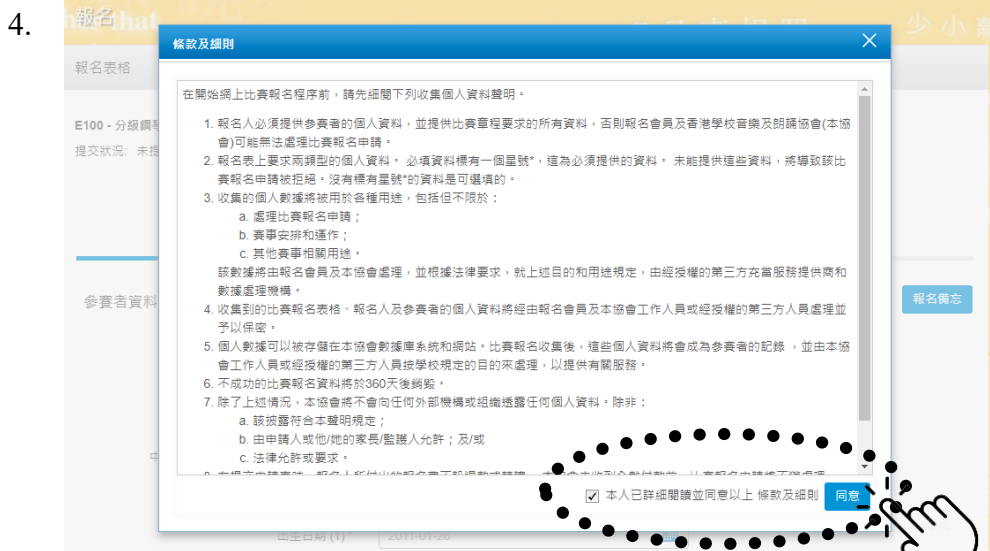 4.
報名
少小
條款及細則
報名表格
在開始網上比賽報名程序前，請先細閱下列收集個人資料聲明。
E100 - 分級鋼琴
提交狀況: 未提
1. 報名人必須提供參賽者的個人資料，並提供比賽章程要求的所有資料，否則報名會員及香港學校音樂及朗誦協會(本協
會)可能無法處理比賽報名申請。
2. 報名表上要求兩類型的個人資料。 必填資料標有一個星號*，這為必須提供的資料。 未能提供這些資料，將導致該比
賽報名申請被拒絕。沒有標有星號*的資料是可選填的。
3. 收集的個人數據將被用於各種用途，包括但不限於：
a. 處理比賽報名申請；
b. 賽事安排和運作；
c. 其他賽事相關用途。
該數據將由報名會員及本協會處理，並根據法律要求，就上述目的和用途規定，由經授權的第三方充當服務提供商和
數據處理機構。
參賽者資料
報名備忘
4. 收集到的比賽報名表格、報名人及參賽者的個人資料將經由報名會員及本協會工作人員或經授權的第三方人員處理並
予以保密。
5. 個人數據可以被存儲在本協會數據庫系統和網站。比賽報名收集後，這些個人資料將會成為參賽者的記錄 ，並由本協
會工作人員或經授權的第三方人員按學校規定的目的來處理，以提供有關服務。
6. 不成功的比賽報名資料將於360天後銷毀。
7. 除了上述情況，本協會將不會向任何外部機構或組織透露任何個人資料。除非：
a. 該披露符合本聲明規定；
b. 由申請人或他/她的家長/監護人允許；及/或
c. 法律允許或要求。
中
本人已詳細閱讀並同意以上 條款及細則
同意
出生日期 (1)
2011-01-26